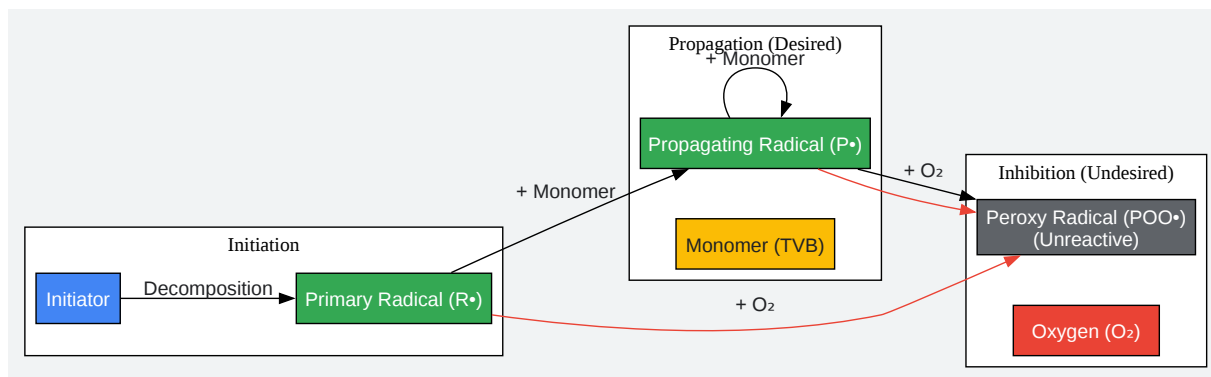 Propagation (Desired)
+ Monomer
Propagating Radical (P•)
+ O₂
Inhibition (Undesired)
+ Monomer
Peroxy Radical (POO•)
(Unreactive)
Initiation
Monomer (TVB)
Initiator
Decomposition
Primary Radical (R•)
+ O₂
Oxygen (O₂)